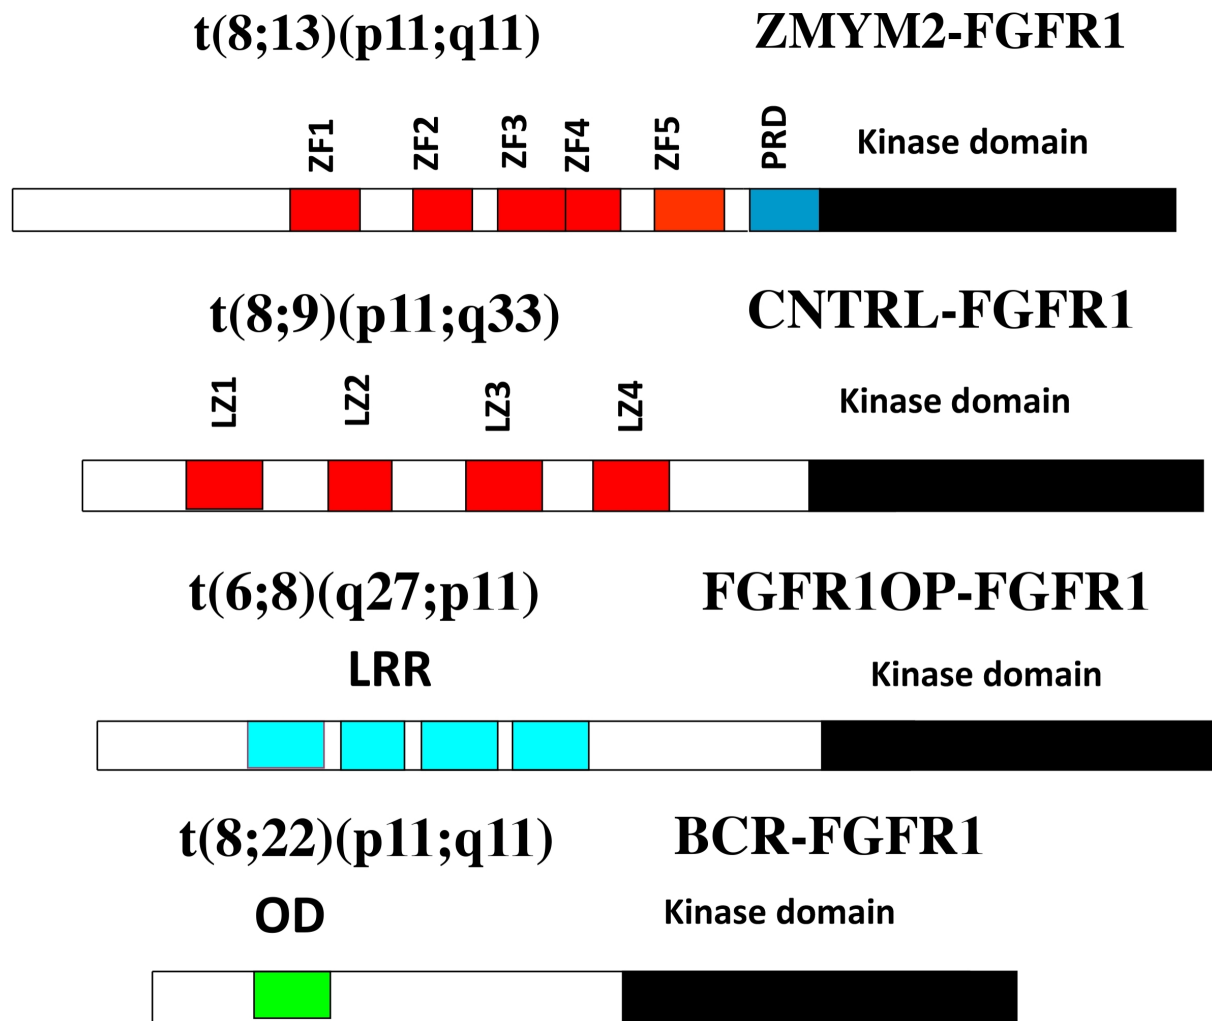 t(8;13)(p11;q11) ZMYM2-FGFR1
ZF1 ZF2 ZF3 ZF4 ZF5 PRD Kinase domain
t(8;9)(p11;q33) CNTRL-FGFR1
LZ1 LZ2 LZ3 LZ4 Kinase domain
t(6;8)(q27;p11) FGFR1OP-FGFR1
LRR Kinase domain
t(8;22)(p11;q11) BCR-FGFR1
OD Kinase domain